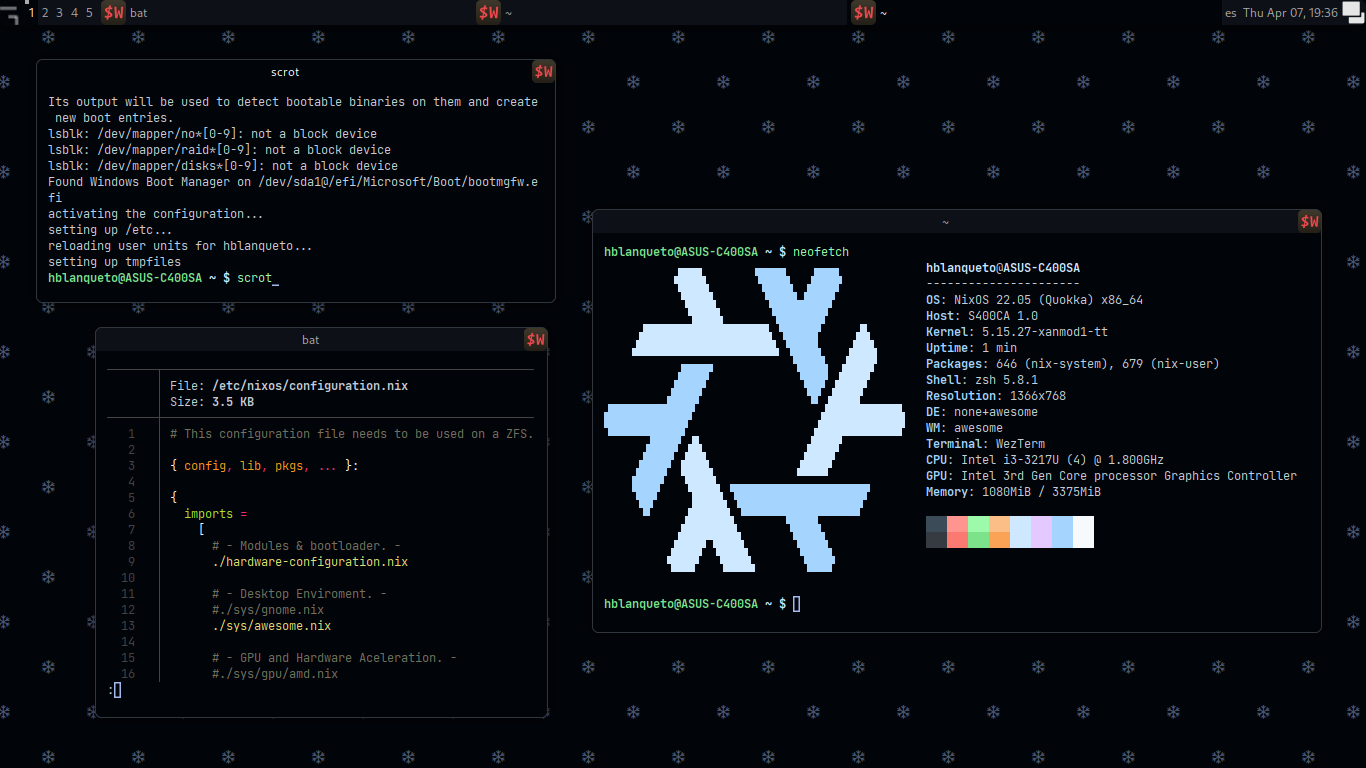 1 2 3 4 5 $W bat $W ~ $W ~ es Thu Apr 07, 19:36
scrot $W
Its output will be used to detect bootable binaries on them and create
new boot entries.
lsblk: /dev/mapper/no*[0-9]: not a block device
lsblk: /dev/mapper/raid*[0-9]: not a block device
lsblk: /dev/mapper/disks*[0-9]: not a block device
Found Windows Boot Manager on /dev/sda1@/efi/Microsoft/Boot/bootmgfw.e
fi
activating the configuration...
setting up /etc...
reloading user units for hblanqueto...
setting up tmpfiles
hblanqueto@ASUS-C400SA ~ $ scrot_
bat $W
File: /etc/nixos/configuration.nix
Size: 3.5 KB
1 # This configuration file needs to be used on a ZFS.
2
3 { config, lib, pkgs, ... }:
4
5 {
6 imports =
7 [
8 # - Modules & bootloader. -
9 ./hardware-configuration.nix
10
11 # - Desktop Enviroment. -
12 #./sys/gnome.nix
13 ./sys/awesome.nix
14
15 # - GPU and Hardware Aceleration. -
16 #./sys/gpu/amd.nix
:
~ $W
hblanqueto@ASUS-C400SA ~ $ neofetch
hblanqueto@ASUS-C400SA
----------------------
OS: NixOS 22.05 (Quokka) x86_64
Host: S400CA 1.0
Kernel: 5.15.27-xanmod1-tt
Uptime: 1 min
Packages: 646 (nix-system), 679 (nix-user)
Shell: zsh 5.8.1
Resolution: 1366x768
DE: none+awesome
WM: awesome
Terminal: WezTerm
CPU: Intel i3-3217U (4) @ 1.800GHz
GPU: Intel 3rd Gen Core processor Graphics Controller
Memory: 1080MiB / 3375MiB
hblanqueto@ASUS-C400SA ~ $